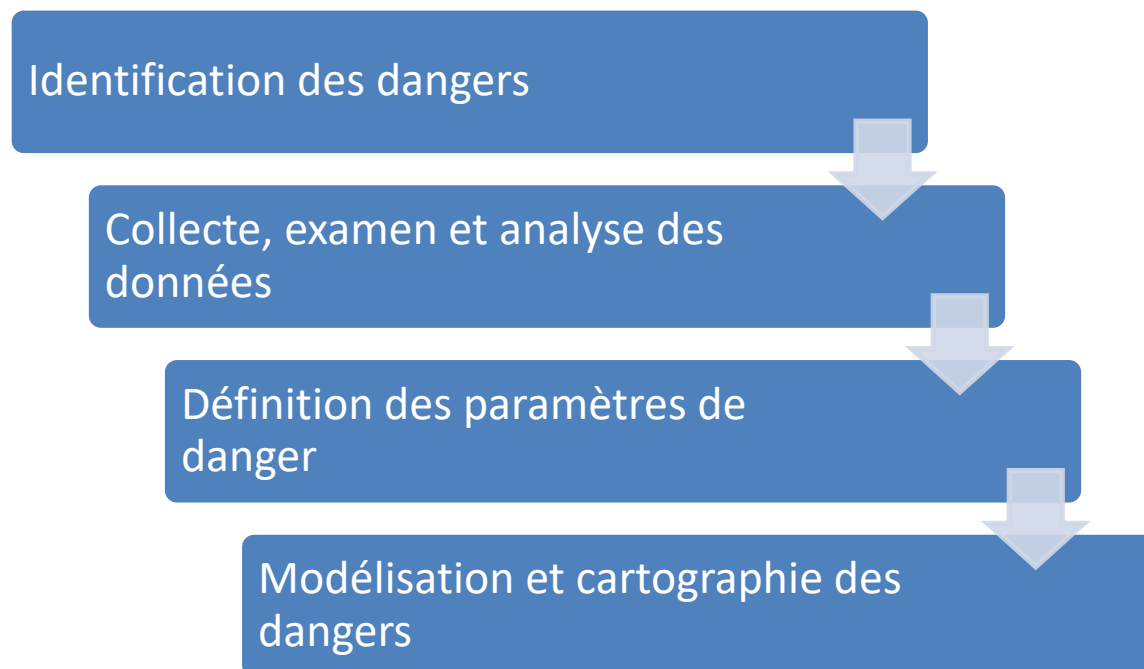 Identification des dangers
Collecte, examen et analyse des
données
Définition des paramètres de
danger
Modélisation et cartographie des
dangers